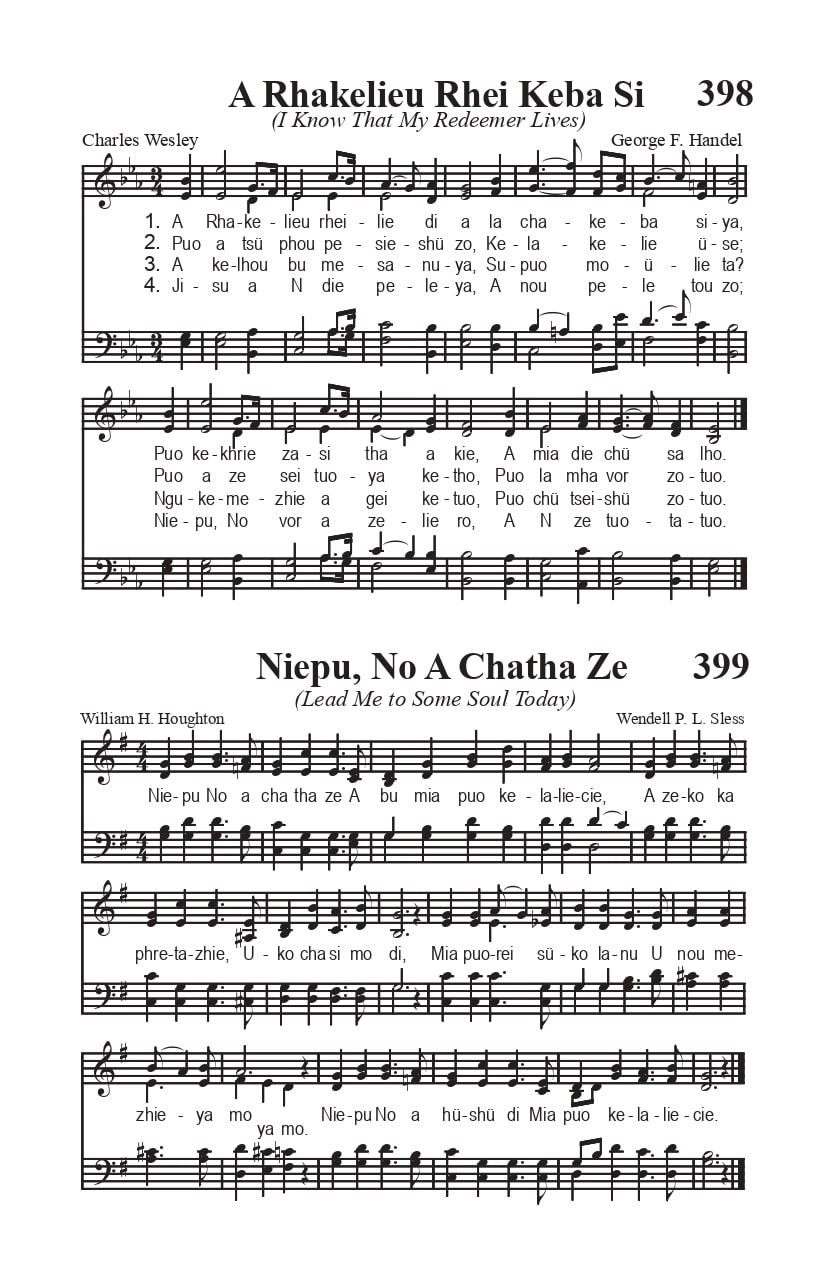 A Rhakelieu Rhei Keba Si 398
(I Know That My Redeemer Lives)
Charles Wesley George F. Handel
1. A Rha-ke-lieu rhei-lie di a la cha-ke-ba si-ya,
2. Puo a tsü phou pe-sie-shü zo, Ke-la-ke-lie ü-se;
3. A ke-lhou bu me-sa-nu-ya, Su-puo mo-ü-lie ta?
4. Ji-su a N die pe-le-ya, A nou pe-le tou zo;
Puo ke-khrie za-si tha a kie, A mia die chü sa lho.
Puo a ze sei tuo-ya ke-tho, Puo la mha vor zo-tuo.
Ngu-ke-me-zhie a gei ke-tuo, Puo chü tsei-shü zo-tuo.
Nie-pu, No vor a ze-lie ro, A N ze tuo-ta-tuo.
Niepu, No A Chatha Ze 399
(Lead Me to Some Soul Today)
William H. Houghton Wendell P. L. Sless
Nie-pu No a cha tha ze A bu mia puo ke-la-lie-cie, A ze-ko ka
phre-ta-zhie, U-ko cha si mo di, Mia puo-rei sü-ko la-nu U nou me-
zhie-ya mo Nie-pu No a hü-shü di Mia puo ke-la-lie-cie.
ya mo.